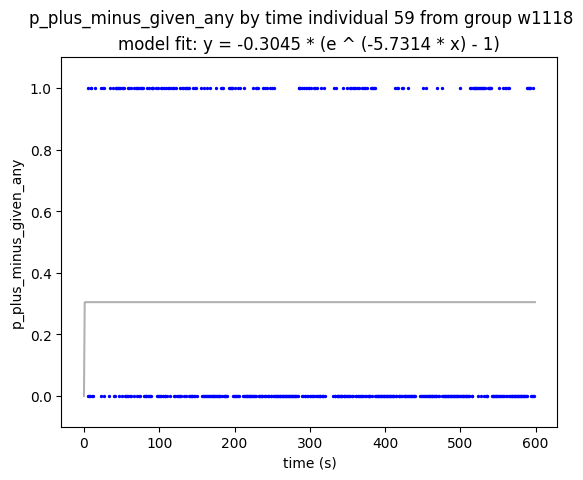 p_plus_minus_given_any by time individual 59 from group w1118
model fit: y = -0.3045 * (e ^ (-5.7314 * x) - 1)
p_plus_minus_given_any
1.0
0.8
0.6
0.4
0.2
0.0
0 100 200 300 400 500 600
time (s)